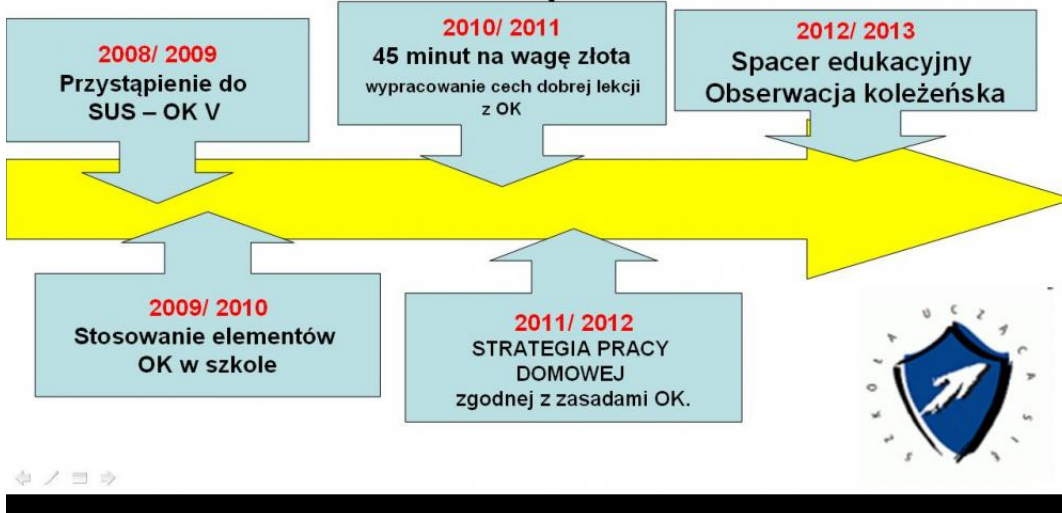 2008/ 2009
Przystąpienie do
SUS – OK V
2010/ 2011
45 minut na wagę złota
wypracowanie cech dobrej lekcji
z OK
2012/ 2013
Spacer edukacyjny
Obserwacja koleżeńska
2009/ 2010
Stosowanie elementów
OK w szkole
2011/ 2012
STRATEGIA PRACY
DOMOWEJ
zgodnej z zasadami OK.
SZKOŁA UCZĄCA SIĘ